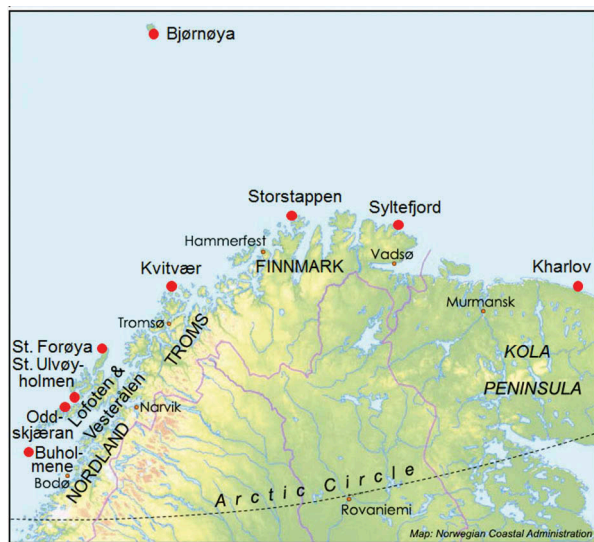 Bjørnøya
Storstappen
Syltefjord
Hammerfest
Vadsø
FINNMARK
Kvitvær
Kharlov
Murmansk
Tromsø
TROMS
St. Forøya
St. Ulvøy-
holmen
KOLA
PENINSULA
Lofoten &
Vesterålen
Odd-
skjæran
Narvik
Buhol-
mene
NORDLAND
Bodø
Arctic Circle
Rovaniemi
Map: Norwegian Coastal Administration